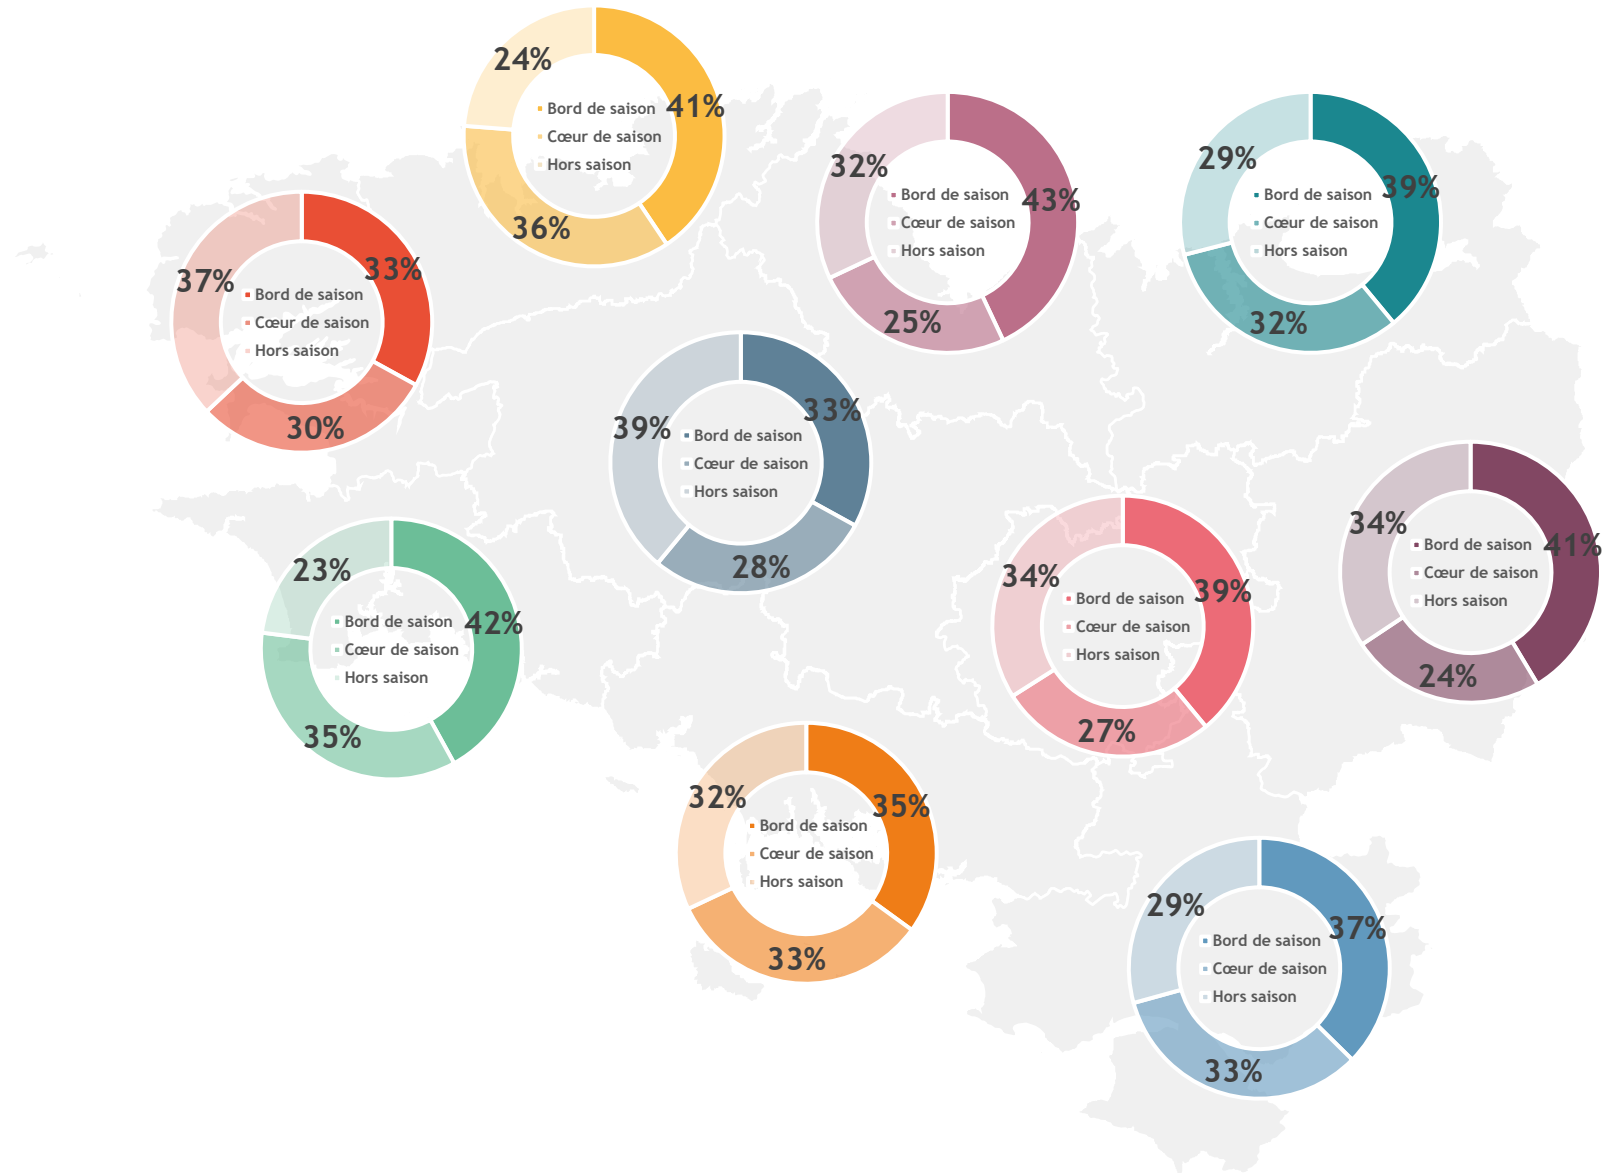 24%
41%
Bord de saison
Cœur de saison
Hors saison
36%
32%
43%
Bord de saison
Cœur de saison
Hors saison
25%
29%
39%
Bord de saison
Cœur de saison
Hors saison
32%
37%
33%
Bord de saison
Cœur de saison
Hors saison
30%
39%
33%
Bord de saison
Cœur de saison
Hors saison
28%
34%
41%
Bord de saison
Cœur de saison
Hors saison
24%
23%
42%
Bord de saison
Cœur de saison
Hors saison
35%
34%
39%
Bord de saison
Cœur de saison
Hors saison
27%
32%
35%
Bord de saison
Cœur de saison
Hors saison
33%
29%
37%
Bord de saison
Cœur de saison
Hors saison
33%